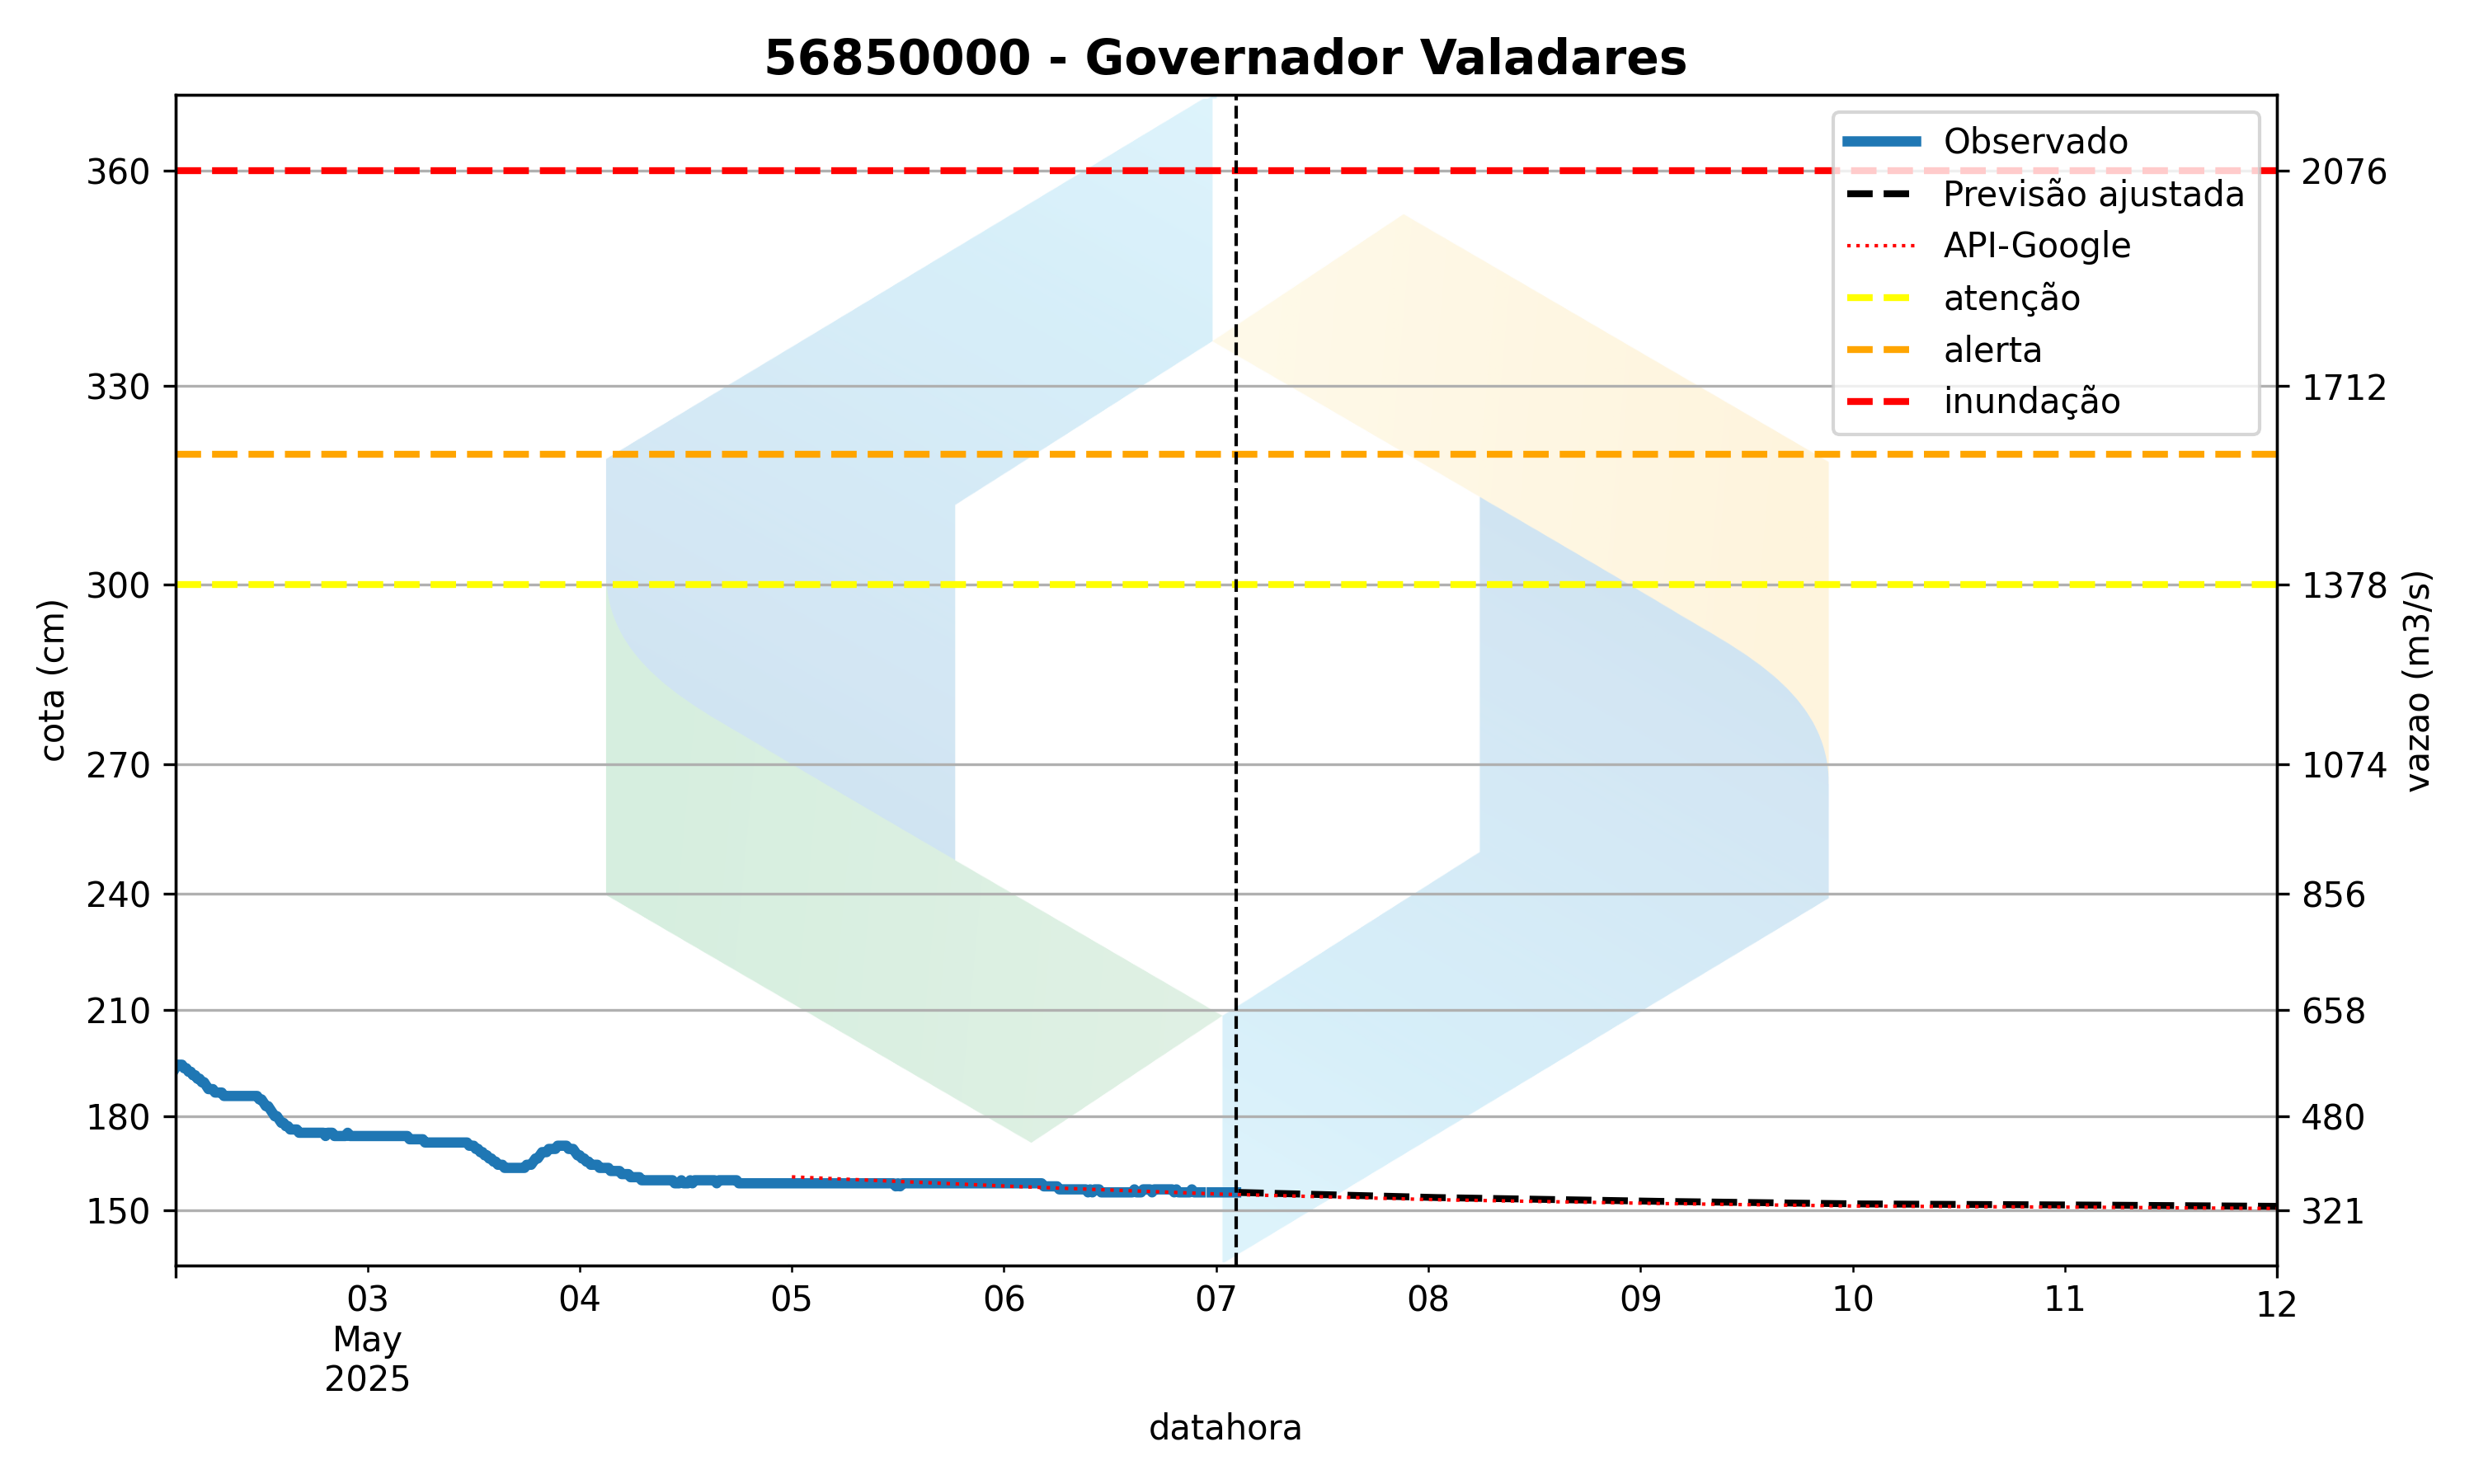 56850000 - Governador Valadares
Observado
Previsão ajustada
API-Google
atenção
alerta
inundação
360
330
300
270
240
210
180
150
cota (cm)
2076
1712
1378
1074
856
658
480
321
vazao (m3/s)
03 04 05 06 07 08 09 10 11 12
May
2025
datahora